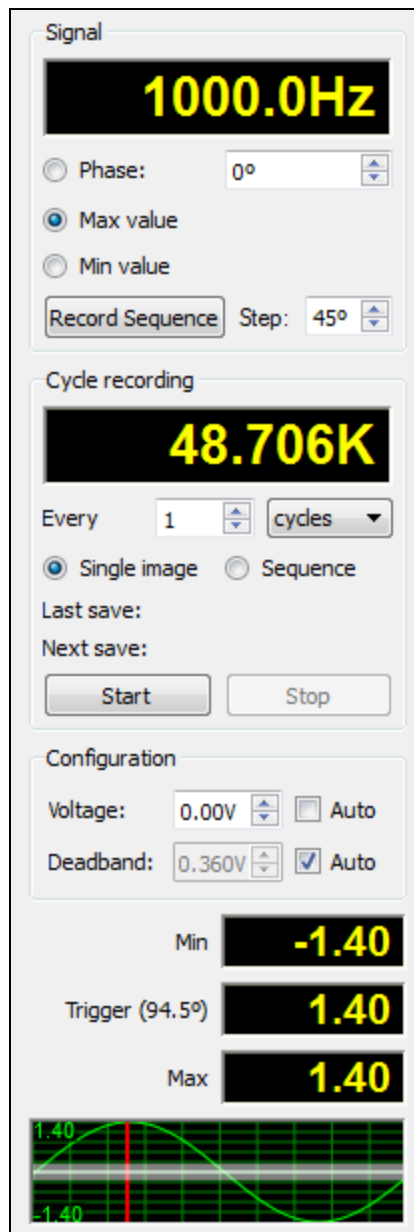 Signal
1000.0Hz
Phase: 0º
Max value
Min value
Record Sequence Step: 45º
Cycle recording
48.706K
Every 1 cycles
Single image Sequence
Last save:
Next save:
Start Stop
Configuration
Voltage: 0.00V Auto
Deadband: 0.360V Auto
Min -1.40
Trigger (94.5º) 1.40
Max 1.40
1.40
-1.40